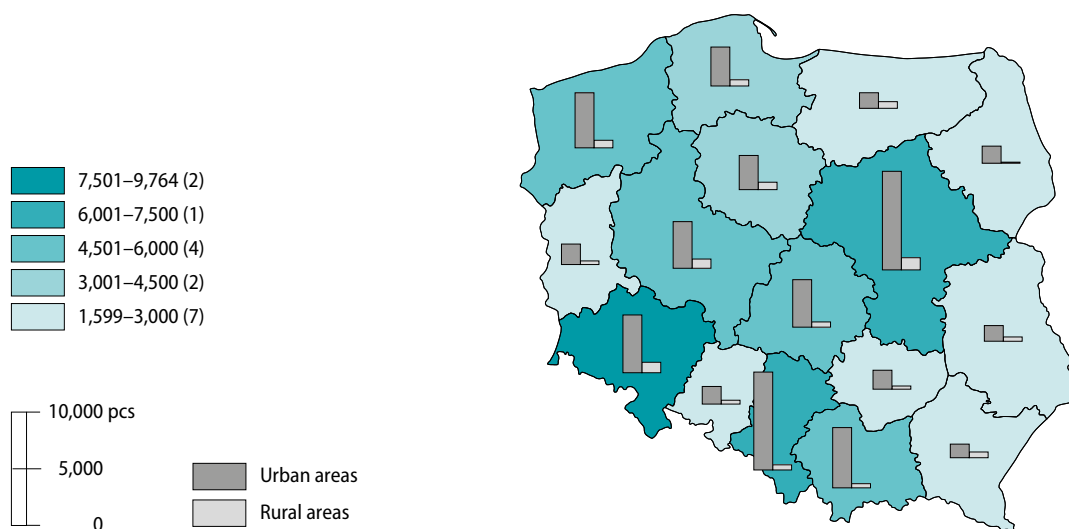 7,501–9,764 (2)
6,001–7,500 (1)
4,501–6,000 (4)
3,001–4,500 (2)
1,599–3,000 (7)
10,000 pcs
5,000
0
Urban areas
Rural areas